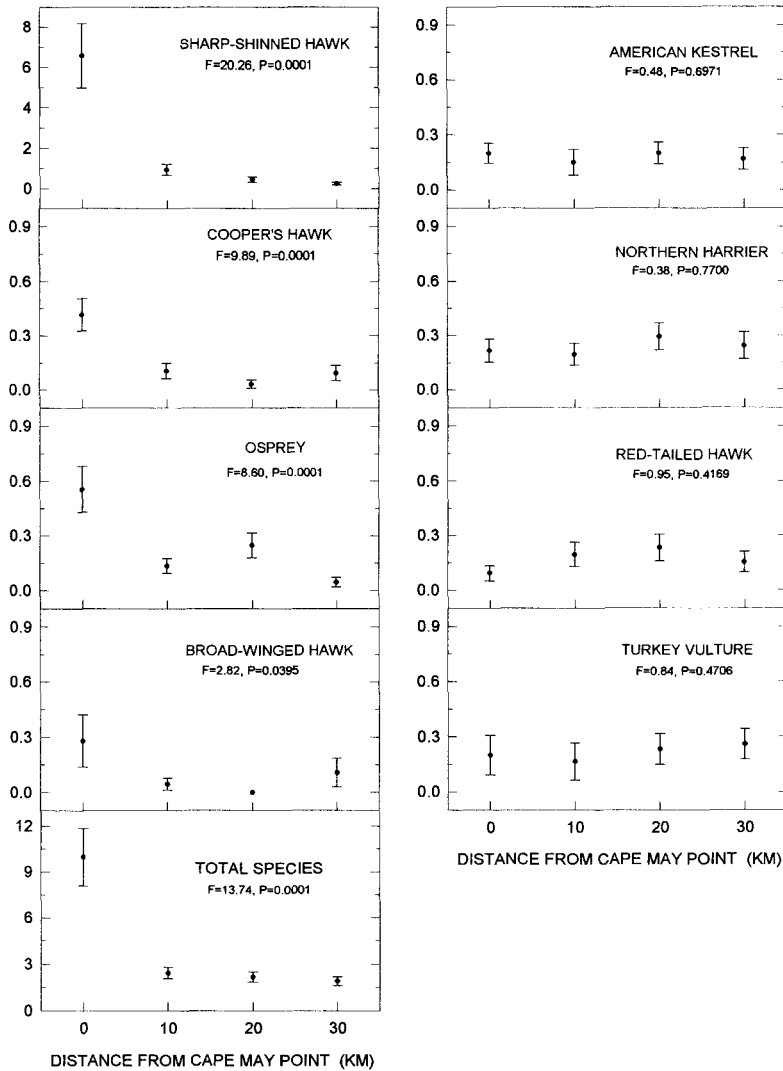 8
6
4
2
0
SHARP-SHINNED HAWK
F=20.26, P=0.0001
0.9
0.6
0.3
0.0
COOPER'S HAWK
F=9.89, P=0.0001
0.9
0.6
0.3
0.0
OSPREY
F=8.60, P=0.0001
0.9
0.6
0.3
0.0
BROAD-WINGED HAWK
F=2.82, P=0.0395
12
9
6
3
0
TOTAL SPECIES
F=13.74, P=0.0001
0 10 20 30
DISTANCE FROM CAPE MAY POINT (KM)
0.9
0.6
0.3
0.0
AMERICAN KESTREL
F=0.48, P=0.6971
0.9
0.6
0.3
0.0
NORTHERN HARRIER
F=0.38, P=0.7700
0.9
0.6
0.3
0.0
RED-TAILED HAWK
F=0.95, P=0.4169
0.9
0.6
0.3
0.0
TURKEY VULTURE
F=0.84, P=0.4706
0 10 20 30
DISTANCE FROM CAPE MAY POINT (KM)